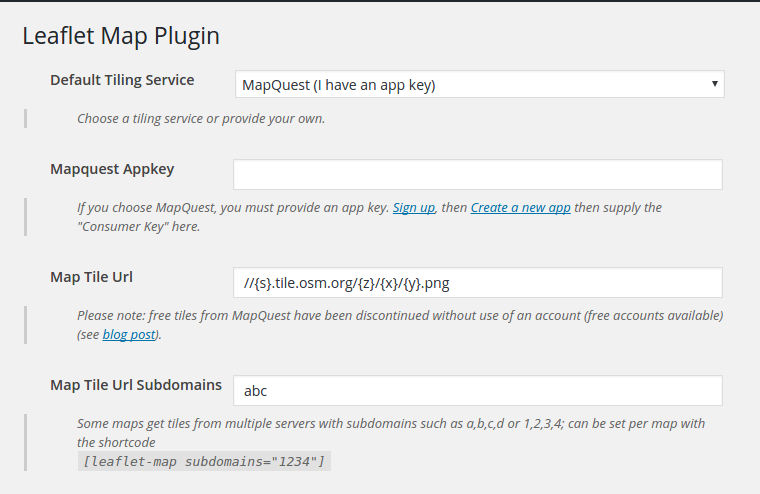 Leaflet Map Plugin
Default Tiling Service
MapQuest (I have an app key)
Choose a tiling service or provide your own.
Mapquest Appkey
If you choose MapQuest, you must provide an app key. Sign up, then Create a new app then supply the
"Consumer Key" here.
Map Tile Url
//{s}.tile.osm.org/{z}/{x}/{y}.png
Please note: free tiles from MapQuest have been discontinued without use of an account (free accounts available)
(see blog post).
Map Tile Url Subdomains
abc
Some maps get tiles from multiple servers with subdomains such as a,b,c,d or 1,2,3,4; can be set per map with
the shortcode
[leaflet-map subdomains="1234"]